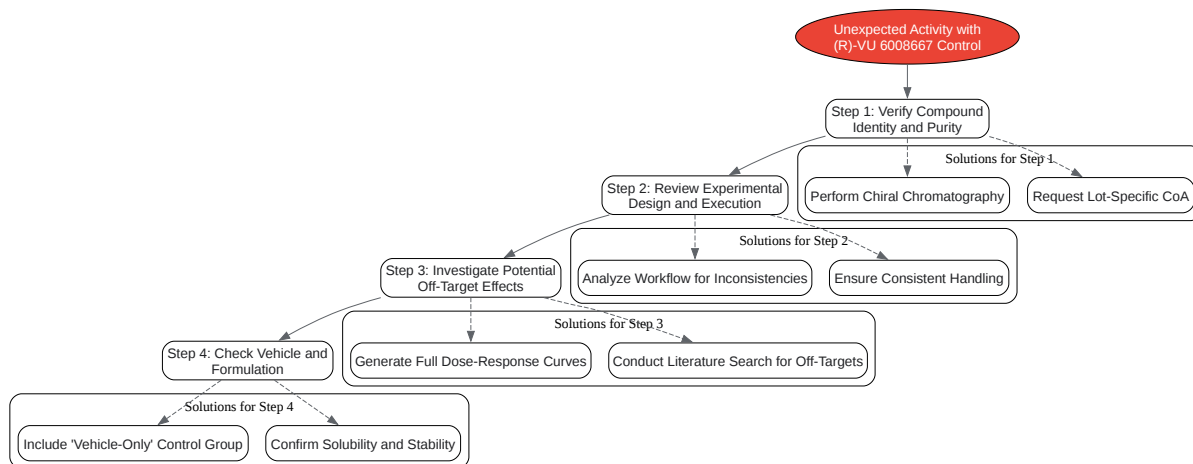 Unexpected Activity with
(R)-VU 6008667 Control
Step 1: Verify Compound
Identity and Purity
Solutions for Step 1
Perform Chiral Chromatography
Request Lot-Specific CoA
Step 2: Review Experimental
Design and Execution
Solutions for Step 2
Analyze Workflow for Inconsistencies
Ensure Consistent Handling
Step 3: Investigate Potential
Off-Target Effects
Solutions for Step 3
Generate Full Dose-Response Curves
Conduct Literature Search for Off-Targets
Step 4: Check Vehicle and
Formulation
Solutions for Step 4
Include 'Vehicle-Only' Control Group
Confirm Solubility and Stability